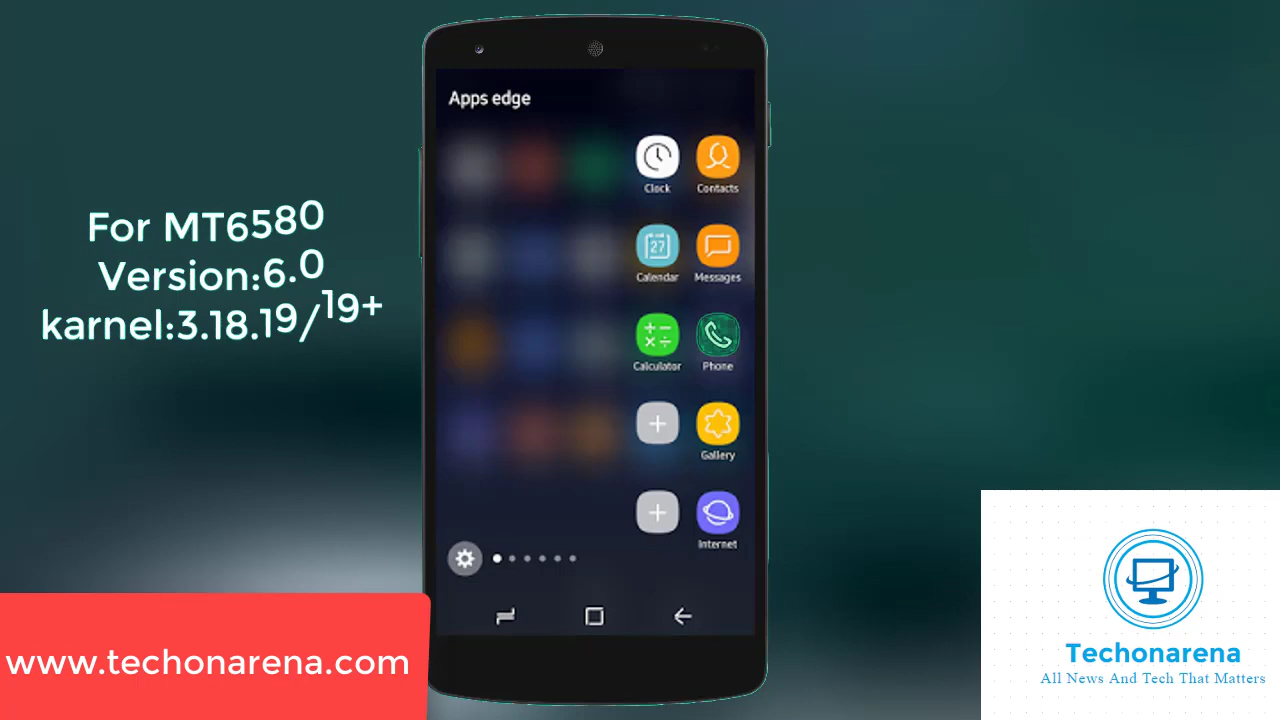 For MT6580
Version:6.0
karnel:3.18.19/19+
Apps edge
Clock
Contacts
27
Calendar
Messages
Calculator
Phone
Gallery
Internet
www.techonarena.com
Techonarena
All News And Tech That Matters